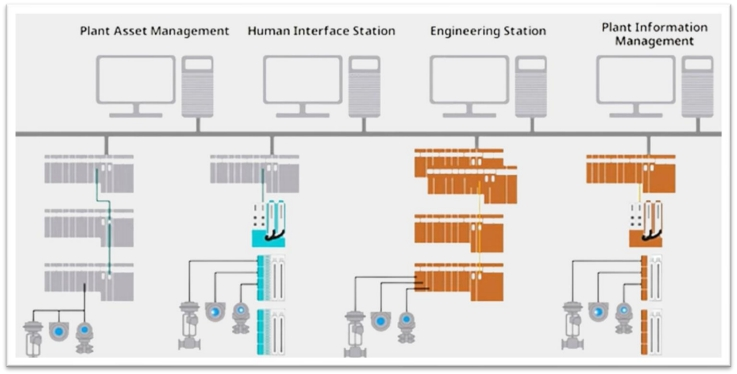 Plant Asset Management
Human Interface Station
Engineering Station
Plant Information
Management